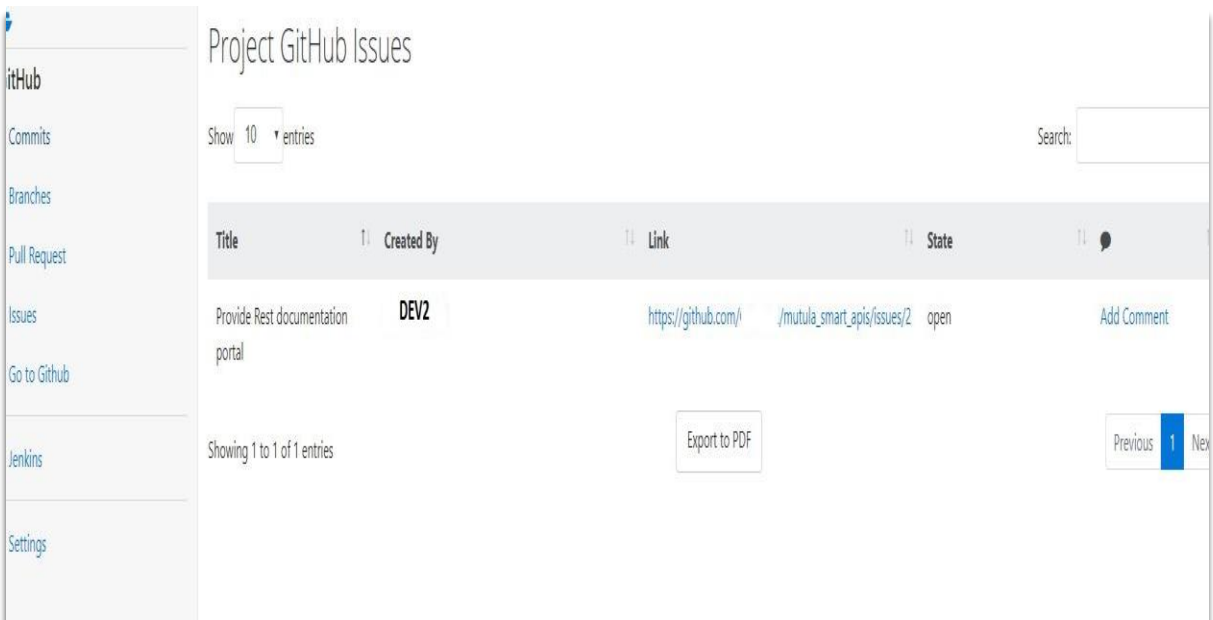 itHub
Commits
Branches
Pull Request
Issues
Go to Github
Jenkins
Settings
Project GitHub Issues
Show 10 entries
Search:
Title Created By Link State
Provide Rest documentation DEV2 https://github.com/ /mutula_smart_apis/issues/2 open Add Comment
portal
Showing 1 to 1 of 1 entries
Export to PDF
Previous 1 Nex